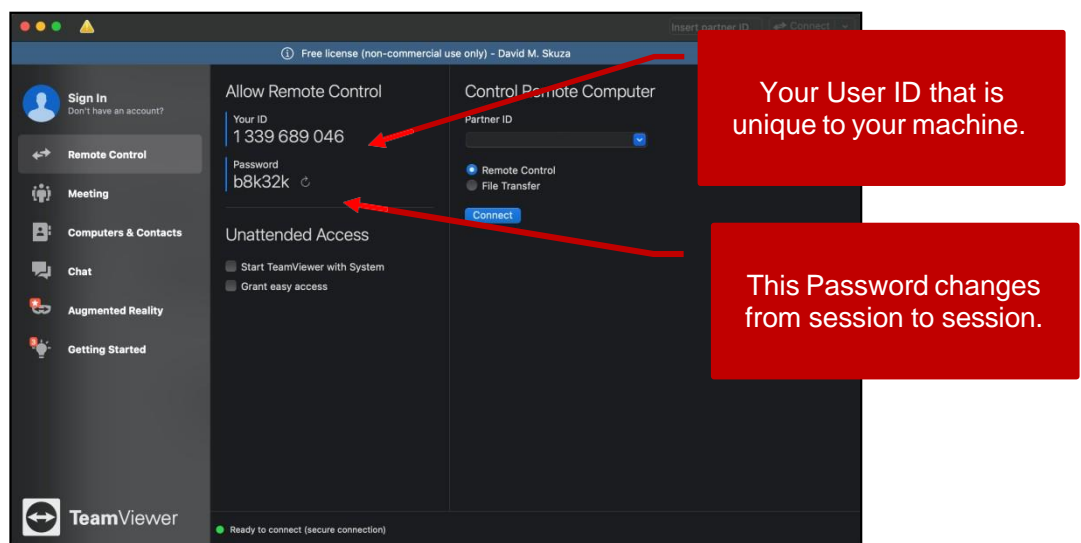 Insert partner ID
Connect
Free license (non-commercial use only) - David M. Skuza
Sign In
Don't have an account?
Remote Control
Meeting
Computers & Contacts
Chat
Augmented Reality
3
Getting Started
TeamViewer
Allow Remote Control
Your ID
1 339 689 046
Password
b8k32k
Unattended Access
Start TeamViewer with System
Grant easy access
Ready to connect (secure connection)
Control Remote Computer
Partner ID
Remote Control
File Transfer
Connect
Your User ID that is
unique to your machine.
This Password changes
from session to session.